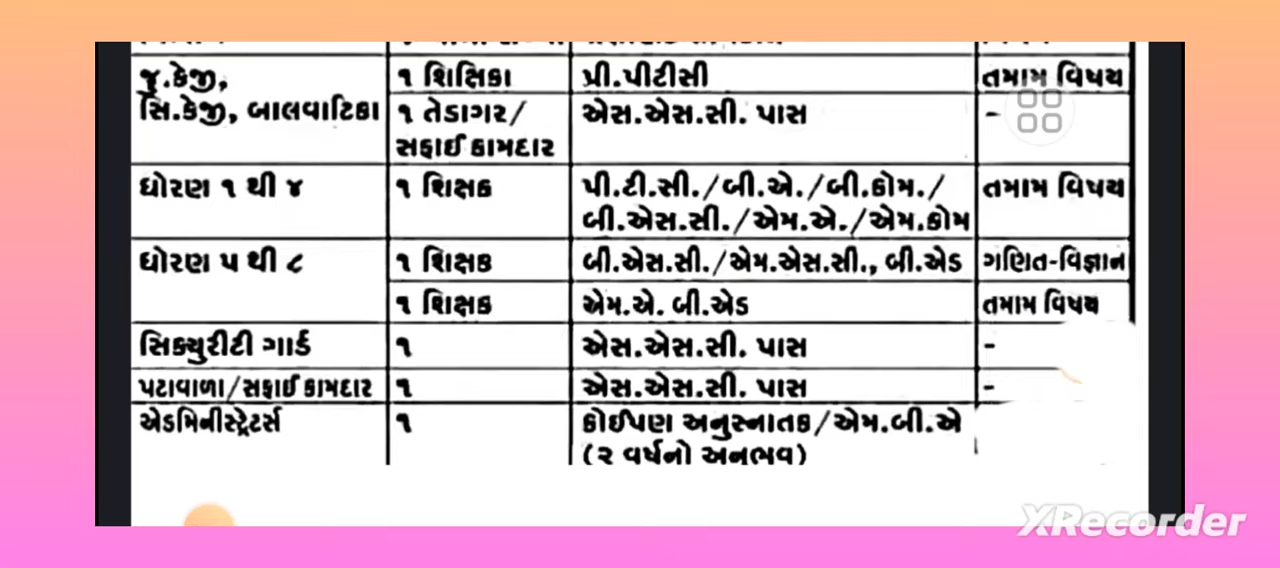 જુ.કેજી,
સિ.કેજી, બાલવાટિકા
૧ શિક્ષિકા
પ્રી.પીટીસી
તમામ વિષય
૧ તેડાગર/
સફાઈ કામદાર
એસ.એસ.સી. પાસ
-
ધોરણ ૧ થી ૪
૧ શિક્ષક
પી.ટી.સી./બી.એ./બી.કોમ./
બી.એસ.સી./એમ.એ./એમ.કોમ
તમામ વિષય
ધોરણ ૫ થી ૮
૧ શિક્ષક
બી.એસ.સી./એમ.એસ.સી., બી.એડ
ગણિત-વિજ્ઞાન
૧ શિક્ષક
એમ.એ. બી.એડ
તમામ વિષય
સિક્યુરીટી ગાર્ડ
૧
એસ.એસ.સી. પાસ
-
પટાવાળા/સફાઈ કામદાર
૧
એસ.એસ.સી. પાસ
-
એડમિનીસ્ટ્રેટર્સ
૧
કોઈપણ અનુસ્નાતક/એમ.બી.એ
(૨ વર્ષનો અનભવ)
XRecorder